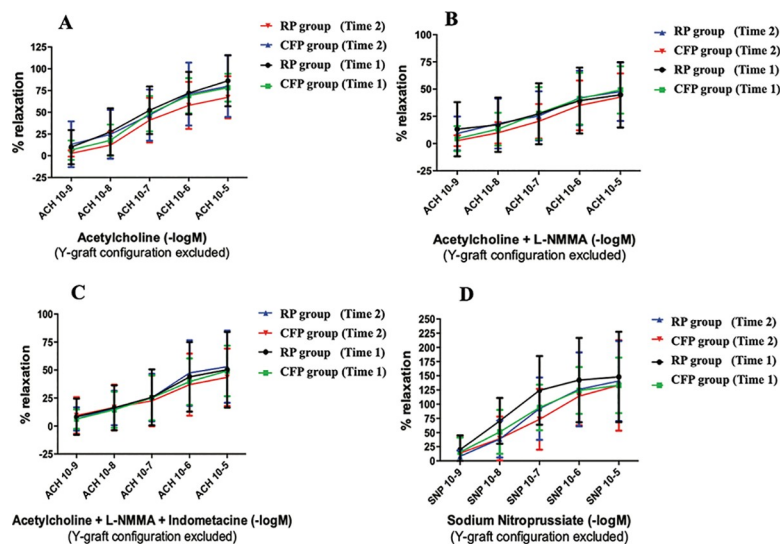 A
RP group (Time 2)
CFP group (Time 2)
RP group (Time 1)
CFP group (Time 1)
% relaxation
125
100
75
50
25
0
25
ACH 10-9
ACH 10-8
ACH 10-7
ACH 10-6
ACH 10-5
Acetylcholine (-logM)
(Y-graft configuration excluded)
B
RP group (Time 2)
CFP group (Time 2)
RP group (Time 1)
CFP group (Time 1)
% relaxation
100
75
50
25
0
25
ACH 10-9
ACH 10-8
ACH 10-7
ACH 10-6
ACH 10-5
Acetylcholine + L-NMMA (-logM)
(Y-graft configuration excluded)
C
RP group (Time 2)
CFP group (Time 2)
RP group (Time 1)
CFP group (Time 1)
% relaxation
100
75
50
25
0
25
ACH 10-9
ACH 10-8
ACH 10-7
ACH 10-6
ACH 10-5
Acetylcholine + L-NMMA + Indometacine (-logM)
(Y-graft configuration excluded)
D
RP group (Time 2)
CFP group (Time 2)
RP group (Time 1)
CFP group (Time 1)
% relaxation
250
225
150
125
100
75
50
25
0
25
SNP 10-9
SNP 10-8
SNP 10-7
SNP 10-6
SNP 10-5
Sodium Nitroprussiate (-logM)
(Y-graft configuration excluded)